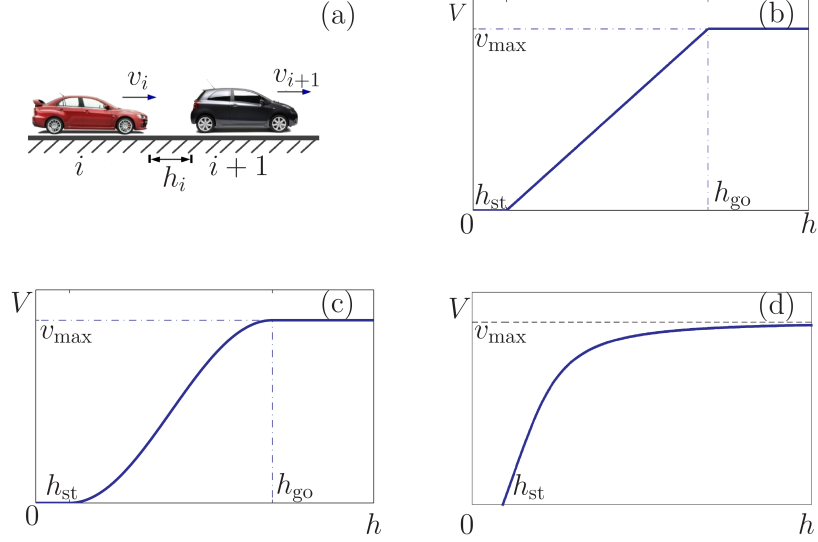 (a)
v_i
v_{i+1}
i
h_i
i + 1
V
(b)
v_max
h_st
h_go
0
h
V
(c)
v_max
h_st
h_go
0
h
V
(d)
v_max
h_st
0
h